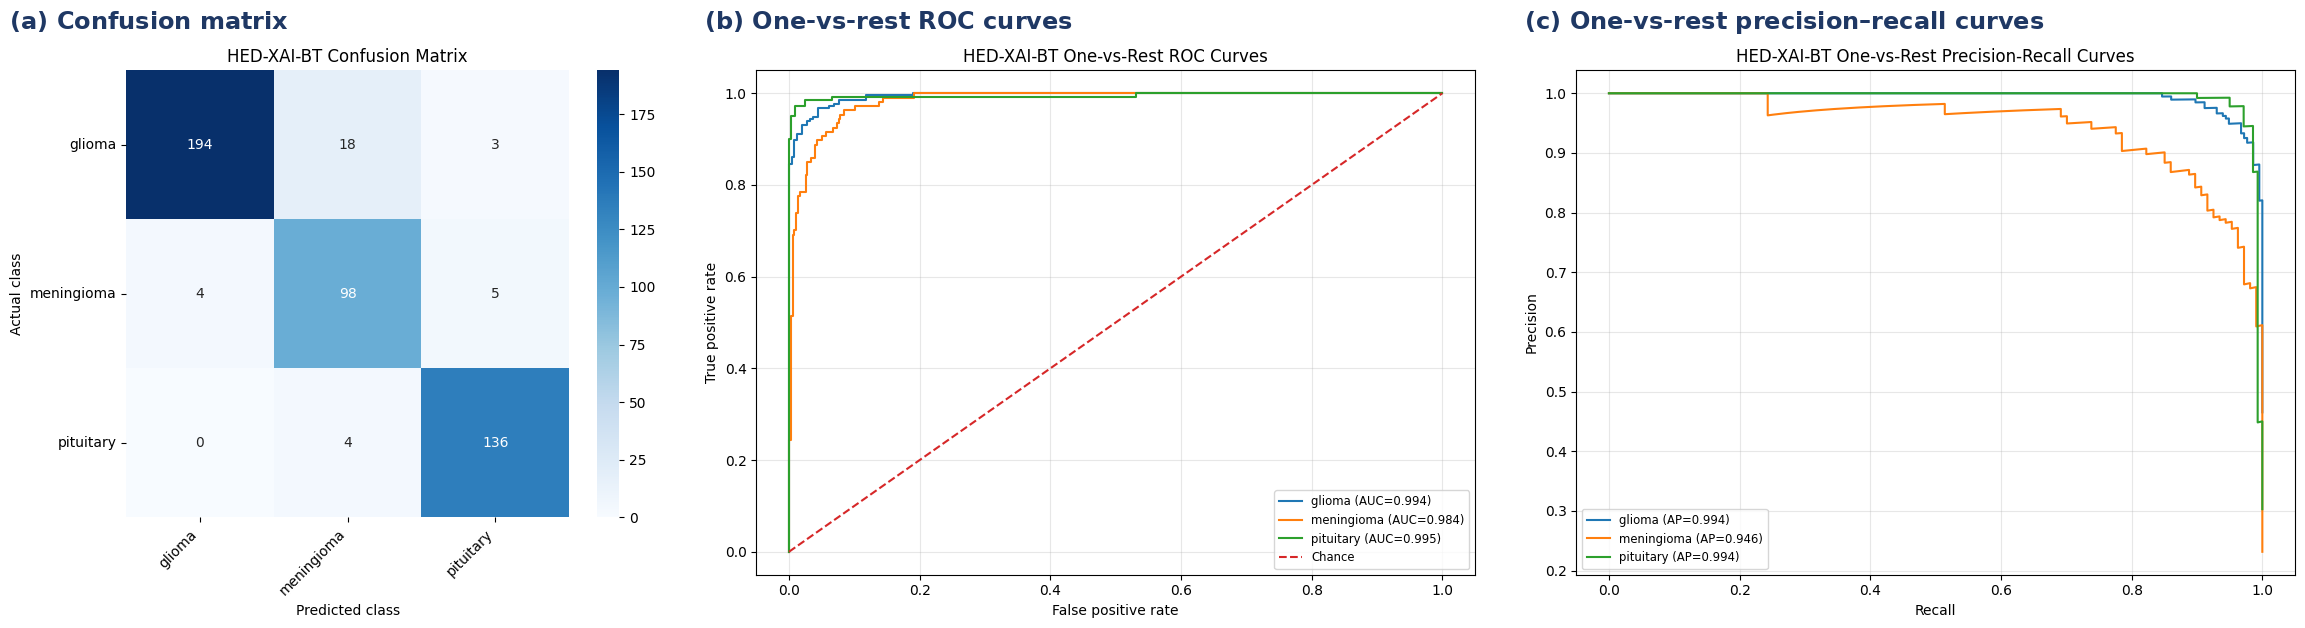 (a) Confusion matrix
HED-XAI-BT Confusion Matrix
Actual class
glioma
meningioma
pituitary
194 18 3
4 98 5
0 4 136
glioma
meningioma
pituitary
Predicted class
175
150
125
100
75
50
25
0
(b) One-vs-rest ROC curves
HED-XAI-BT One-vs-Rest ROC Curves
True positive rate
1.0
0.8
0.6
0.4
0.2
0.0
0.0 0.2 0.4 0.6 0.8 1.0
False positive rate
glioma (AUC=0.994)
meningioma (AUC=0.984)
pituitary (AUC=0.995)
Chance
(c) One-vs-rest precision–recall curves
HED-XAI-BT One-vs-Rest Precision-Recall Curves
Precision
1.0
0.9
0.8
0.7
0.6
0.5
0.4
0.3
0.2
0.0 0.2 0.4 0.6 0.8 1.0
Recall
glioma (AP=0.994)
meningioma (AP=0.946)
pituitary (AP=0.994)